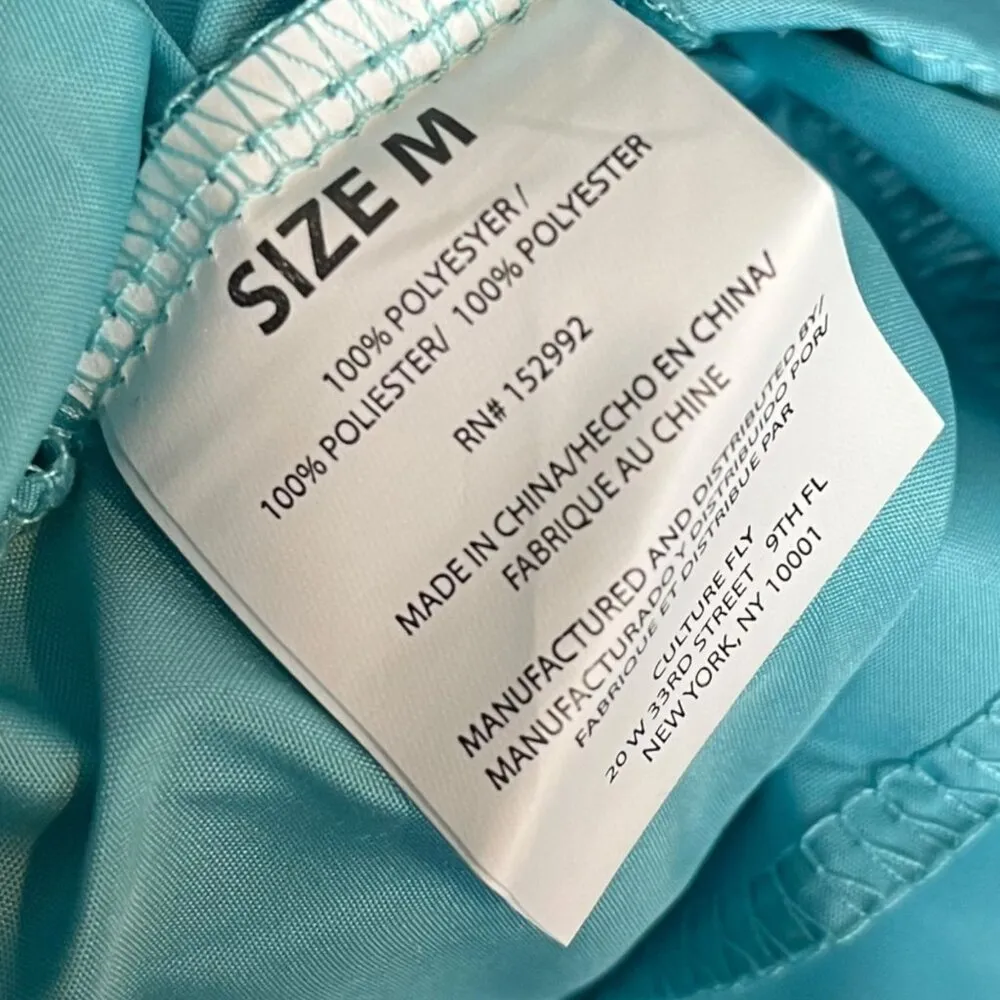 SIZE M
100% POLYESYER /
100% POLIESTER/ 100% POLYESTER
RN# 152992
MADE IN CHINA/HECHO EN CHINA/
FABRIQUE AU CHINE
MANUFACTURED AND DISTRIBUTED BY/
MANUFACTURADO Y DISTRIBUIDO POR/
FABRIQUE ET DISTRIBUE PAR
CULTURE FLY
20 W 33RD STREET 9TH FL
NEW YORK, NY 10001